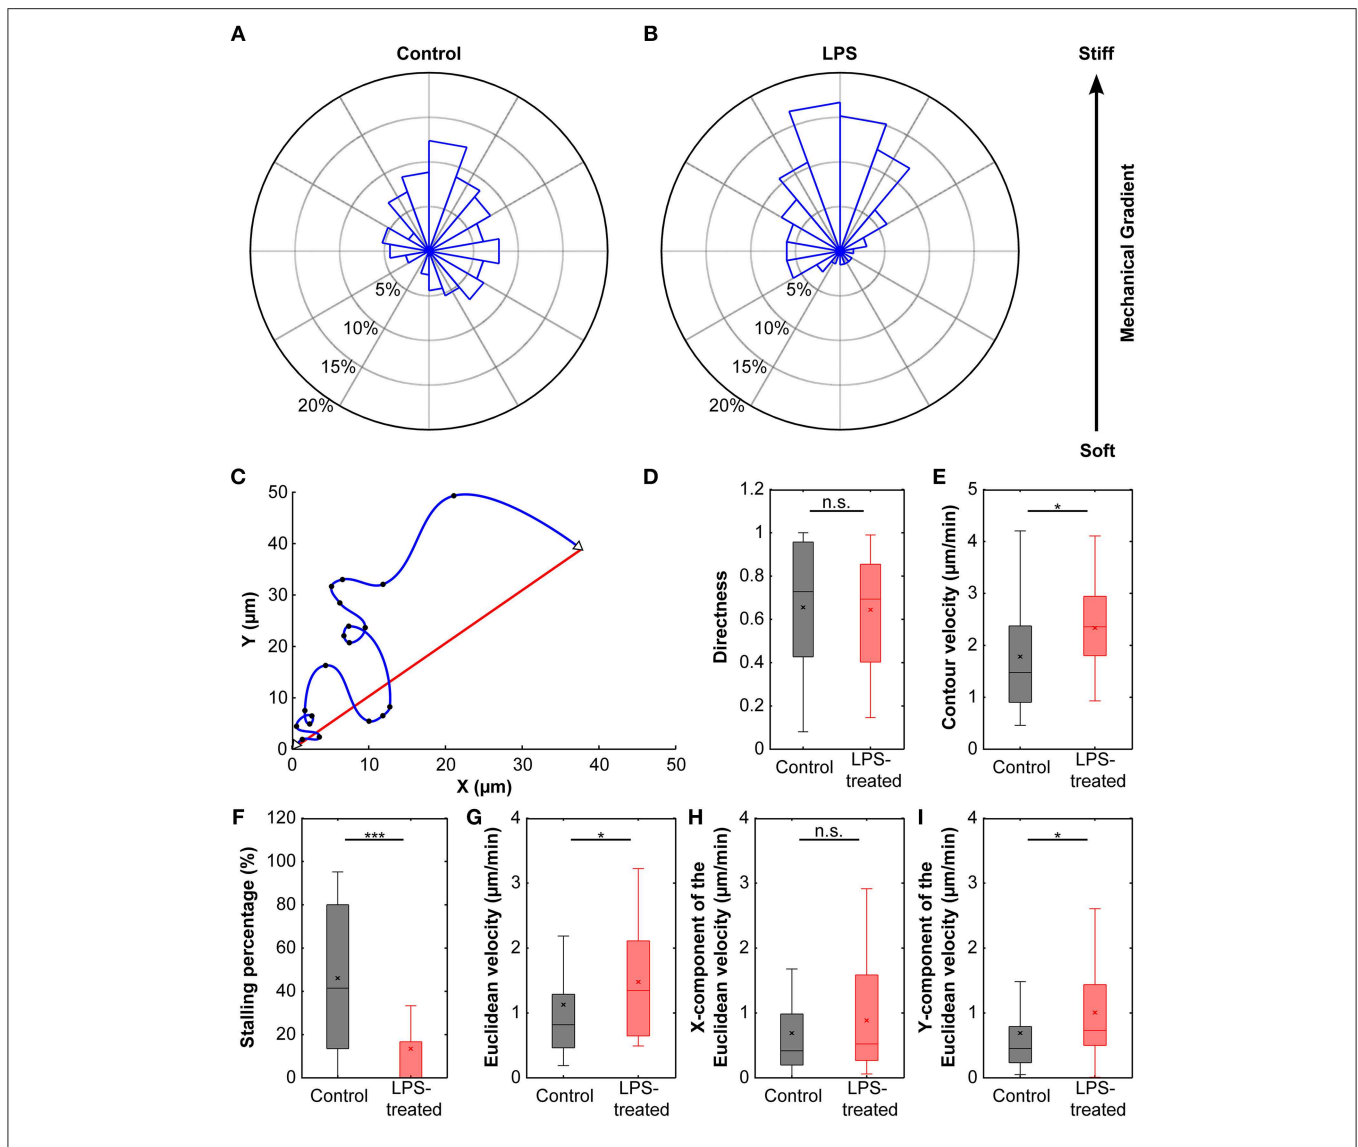 A
Control
5%
10%
15%
20%
B
LPS
5%
10%
15%
20%
Stiff
Mechanical Gradient
Soft
C
Y (µm)
50
40
30
20
10
0
0 10 20 30 40 50
X (µm)
D
Directness
1.2
1
0.8
0.6
0.4
0.2
0
n.s.
Control
LPS-
treated
E
Contour velocity (µm/min)
5
4
3
2
1
0
*
Control
LPS-
treated
F
Stalling percentage (%)
120
100
80
60
40
20
0
***
Control
LPS-
treated
G
Euclidean velocity (µm/min)
4
3
2
1
0
*
Control
LPS-
treated
H
X-component of the
Euclidean velocity (µm/min)
4
3
2
1
0
n.s.
Control
LPS-
treated
I
Y-component of the
Euclidean velocity (µm/min)
4
3
2
1
0
*
Control
LPS-
treated